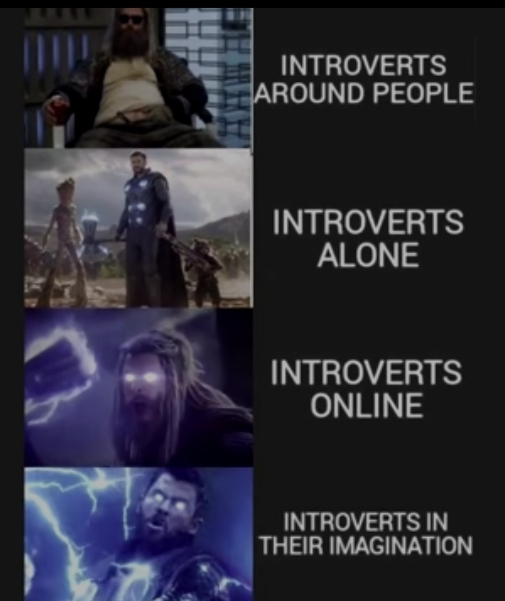 INTROVERTS
AROUND PEOPLE
INTROVERTS
ALONE
INTROVERTS
ONLINE
INTROVERTS IN
THEIR IMAGINATION